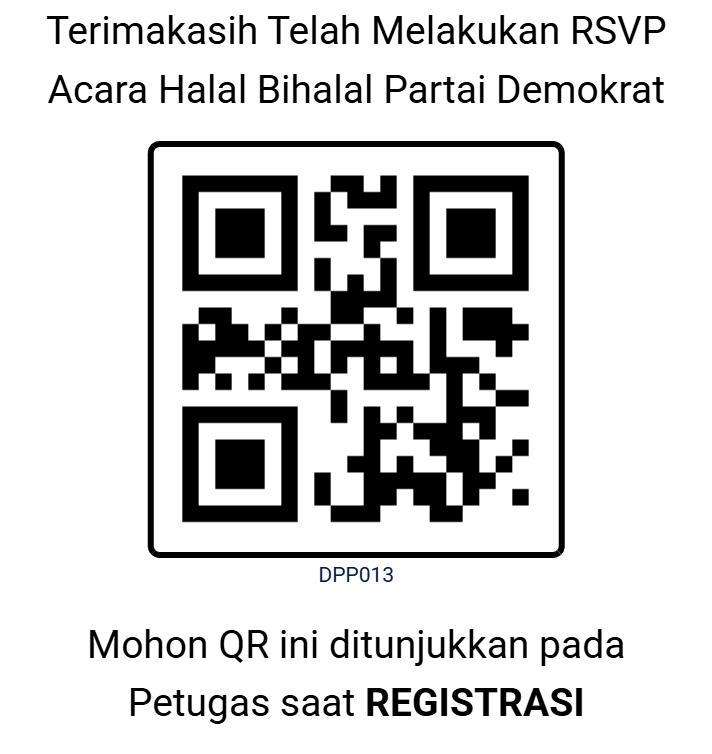 Terimakasih Telah Melakukan RSVP
Acara Halal Bihalal Partai Demokrat
DPP013
Mohon QR ini ditunjukkan pada
Petugas saat REGISTRASI